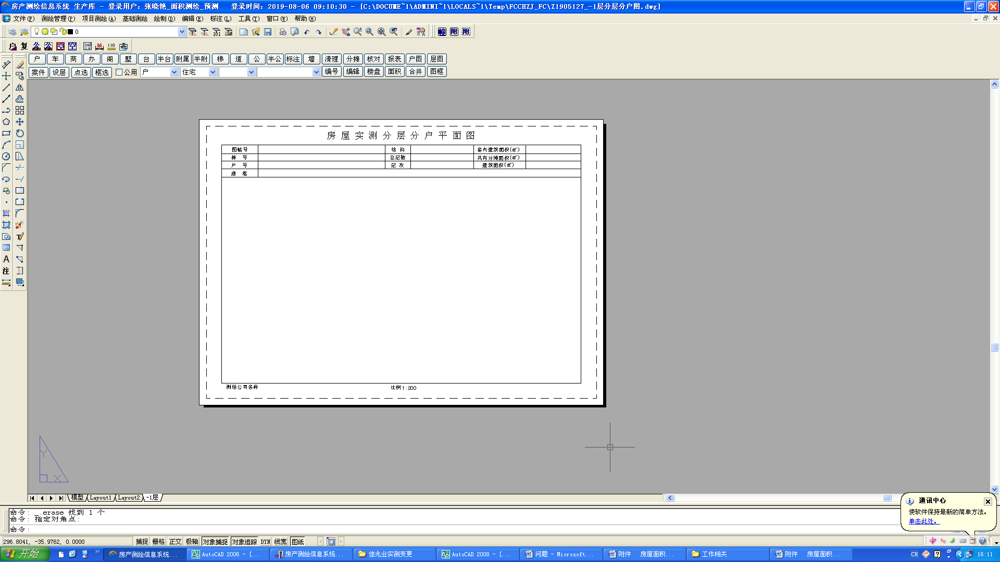 房产测绘信息系统 生产库 - 登录用户: 张晓艳_面积测绘_预测 登录时间: 2019-08-06 09:10:30 - [C:\DOCUME~1\ADMINI~1\LOCALS~1\Temp\FCCHZJ_FC\Z1905127_-1层分层分户图.dwg]
文件(F) 测绘管理(P) 项目测绘(A) 基础测绘 绘制(D) 编辑(E) 标注(L) 工具(T) 窗口(W) 帮助(H)
0
户 复
户 车 商 办 阁 墅 台 半台 附属 半附 梯 道 公 半公 标注 墙 清理 分摊 核对 报表 户图 层图
案件 设层 点选 框选 公用 户 住宅 编号 编辑 楼盘 面积 合并 图框
房屋实测分层分户平面图
图幅号 结 构 套内建筑面积(㎡)
梯 号 总层数 共有分摊面积(㎡)
户 号 层 次 建筑面积(㎡)
座 落
测绘公司名称 比例1:200
A
注
Y
X
模型 Layout1 Layout2 -1层
命令: _.erase 找到 1 个
命令: 指定对角点:
命令:
通讯中心
使软件保持最新的简单方法。
单击此处。
296.8041, -35.9762, 0.0000 捕捉 栅格 正交 极轴 对象捕捉 对象追踪 DYN 线宽 图纸
开始 房产测绘信息系统... AutoCAD 2006 - [... 房产测绘信息系统... 佳兆业实测变更 AutoCAD 2008 - [... 问题 - Microsoft... 附件 房屋面积... 工作相关 附件 房屋面积... CH 16:11